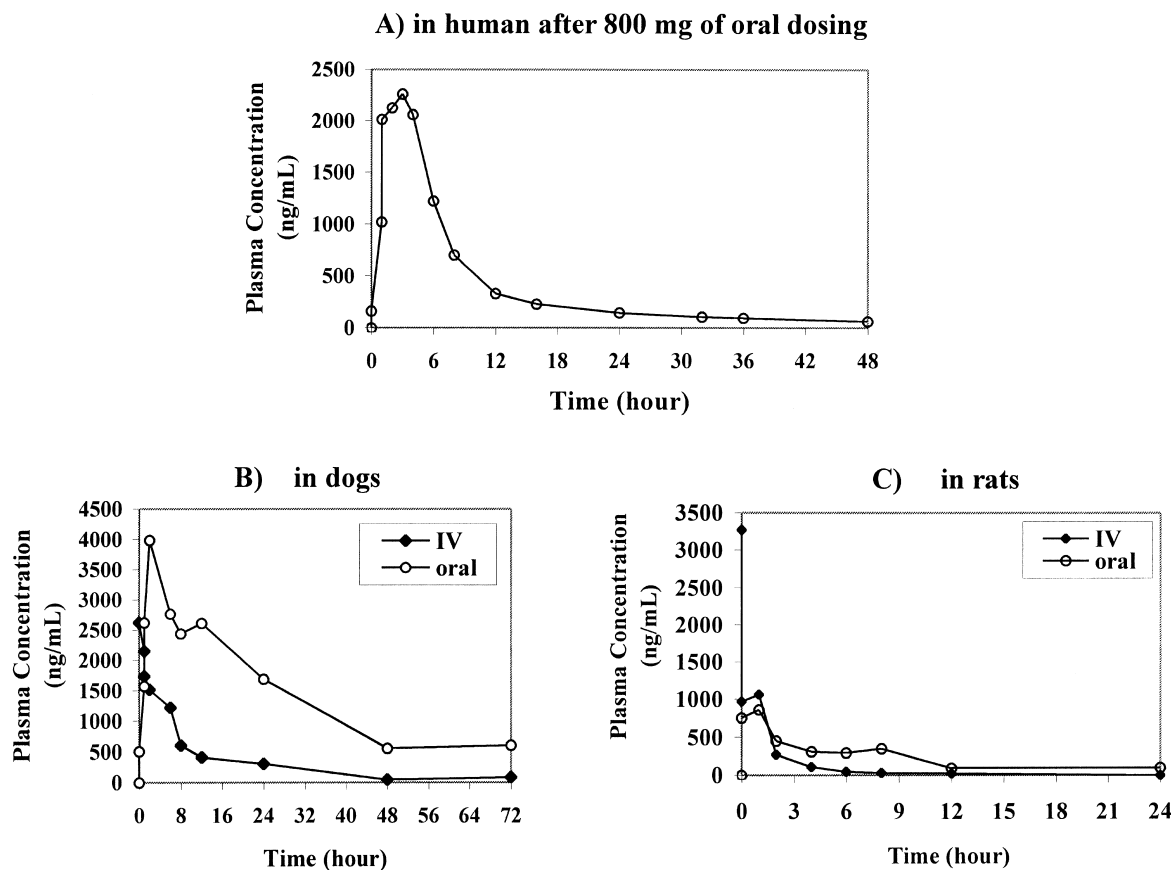 A) in human after 800 mg of oral dosing
Plasma Concentration
(ng/mL)
2500
2000
1500
1000
500
0
0 6 12 18 24 30 36 42 48
Time (hour)
B) in dogs
Plasma Concentration
(ng/mL)
4500
4000
3500
3000
2500
2000
1500
1000
500
0
IV
oral
0 8 16 24 32 40 48 56 64 72
Time (hour)
C) in rats
Plasma Concentration
(ng/mL)
3500
3000
2500
2000
1500
1000
500
0
IV
oral
0 3 6 9 12 15 18 21 24
Time (hour)